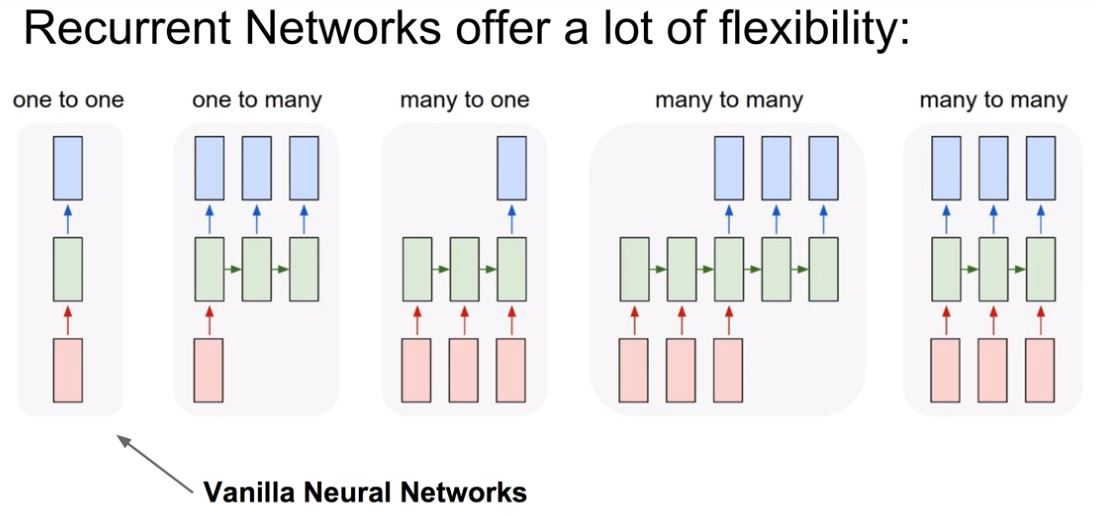 Recurrent Networks offer a lot of flexibility:
one to one
one to many
many to one
many to many
many to many
Vanilla Neural Networks